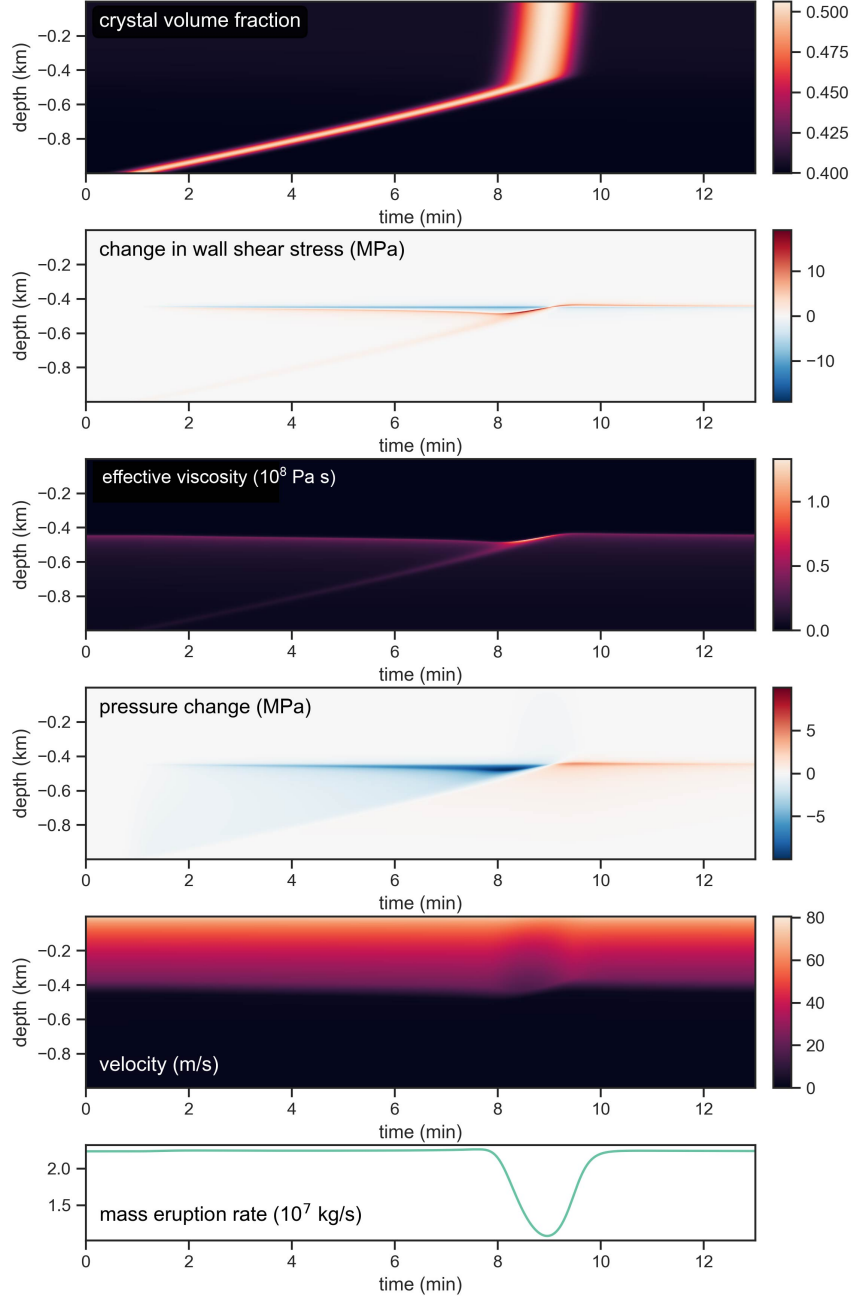 crystal volume fraction
depth (km)
−0.2
−0.4
−0.6
−0.8
0 2 4 6 8 10 12
time (min)
0.500
0.475
0.450
0.425
0.400
change in wall shear stress (MPa)
depth (km)
−0.2
−0.4
−0.6
−0.8
0 2 4 6 8 10 12
time (min)
10
0
−10
effective viscosity (10⁸ Pa s)
depth (km)
−0.2
−0.4
−0.6
−0.8
0 2 4 6 8 10 12
time (min)
1.0
0.5
0.0
pressure change (MPa)
depth (km)
−0.2
−0.4
−0.6
−0.8
0 2 4 6 8 10 12
time (min)
5
0
−5
depth (km)
−0.2
−0.4
−0.6
−0.8
velocity (m/s)
0 2 4 6 8 10 12
time (min)
80
60
40
20
0
2.0
1.5
mass eruption rate (10⁷ kg/s)
0 2 4 6 8 10 12
time (min)